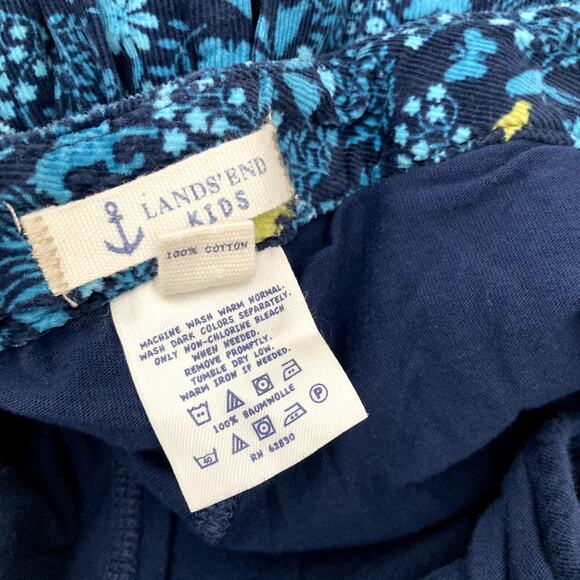 LANDS' END
KIDS
100% COTTON
MACHINE WASH WARM NORMAL.
WASH DARK COLORS SEPARATELY.
ONLY NON-CHLORINE BLEACH
WHEN NEEDED.
REMOVE PROMPTLY.
TUMBLE DRY LOW.
WARM IRON IF NEEDED.
P
100% BAUMWOLLE
40
RN 62830